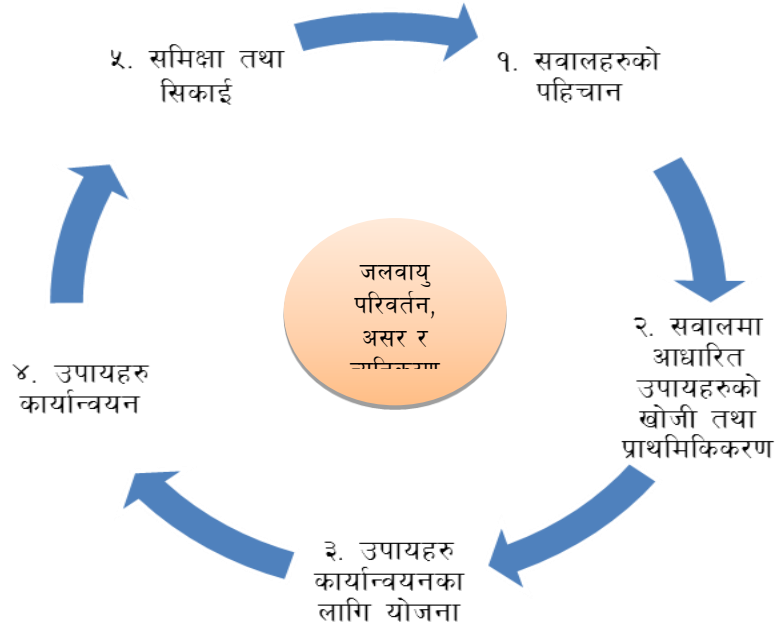 ५. समिक्षा तथा
सिकाई
१. सवालहरुको
पहिचान
जलवायु
परिवर्तन,
असर र
२. सवालमा
आधारित
उपायहरुको
खोजी तथा
प्राथमिकिकरण
४. उपायहरु
कार्यान्वयन
३. उपायहरु
कार्यान्वयनका
लागि योजना